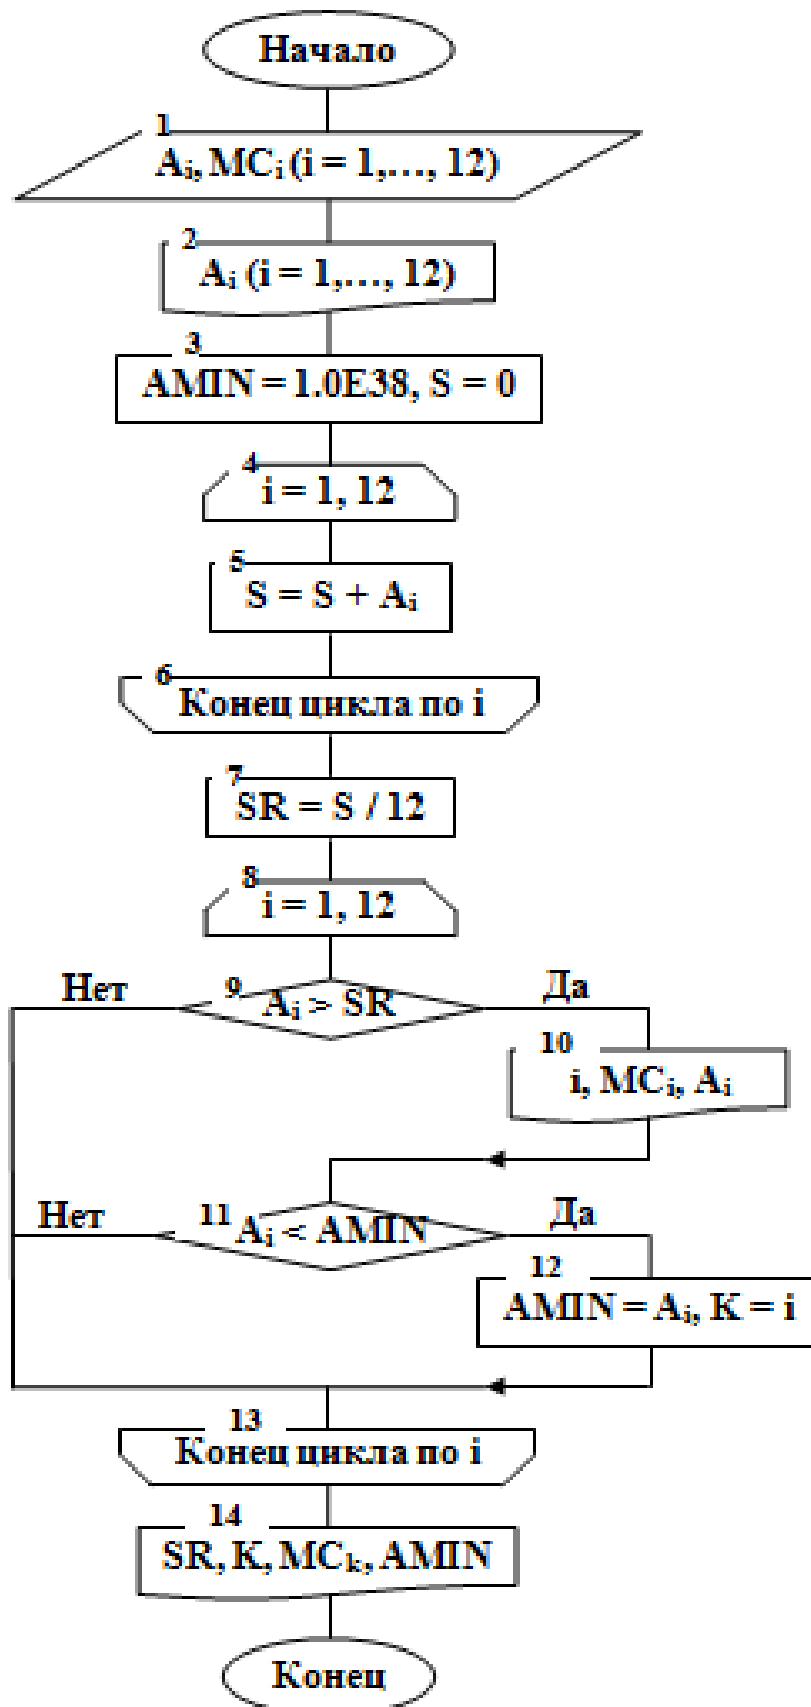 Начало
1
Aᵢ, MCᵢ (i = 1,…, 12)
2
Aᵢ (i = 1,…, 12)
3
AMIN = 1.0E38, S = 0
4
i = 1, 12
5
S = S + Aᵢ
6
Конец цикла по i
7
SR = S / 12
8
i = 1, 12
Нет
9
Aᵢ > SR
Да
10
i, MCᵢ, Aᵢ
Нет
11
Aᵢ < AMIN
Да
12
AMIN = Aᵢ, K = i
13
Конец цикла по i
14
SR, K, MCₖ, AMIN
Конец